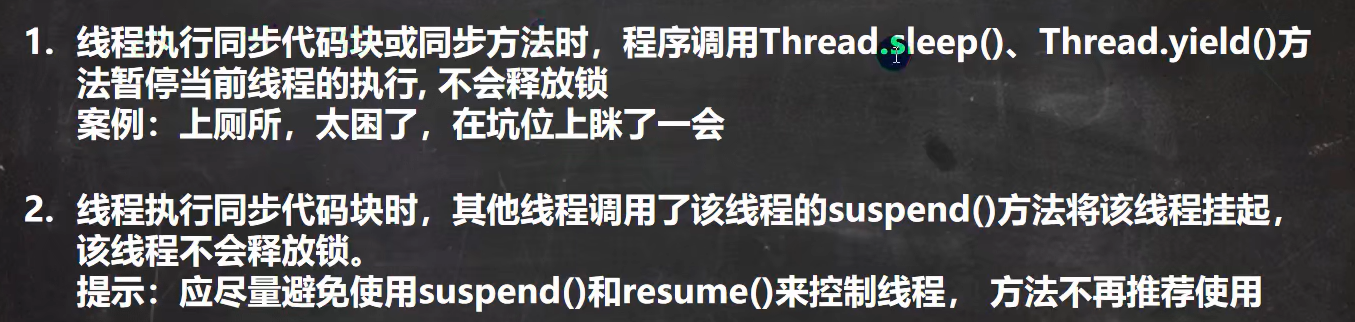 1. 线程执行同步代码块或同步方法时，程序调用Thread.sleep()、Thread.yield()方
法暂停当前线程的执行, 不会释放锁
案例：上厕所，太困了，在坑位上眯了一会
2. 线程执行同步代码块时，其他线程调用了该线程的suspend()方法将该线程挂起，
该线程不会释放锁。
提示：应尽量避免使用suspend()和resume()来控制线程， 方法不再推荐使用